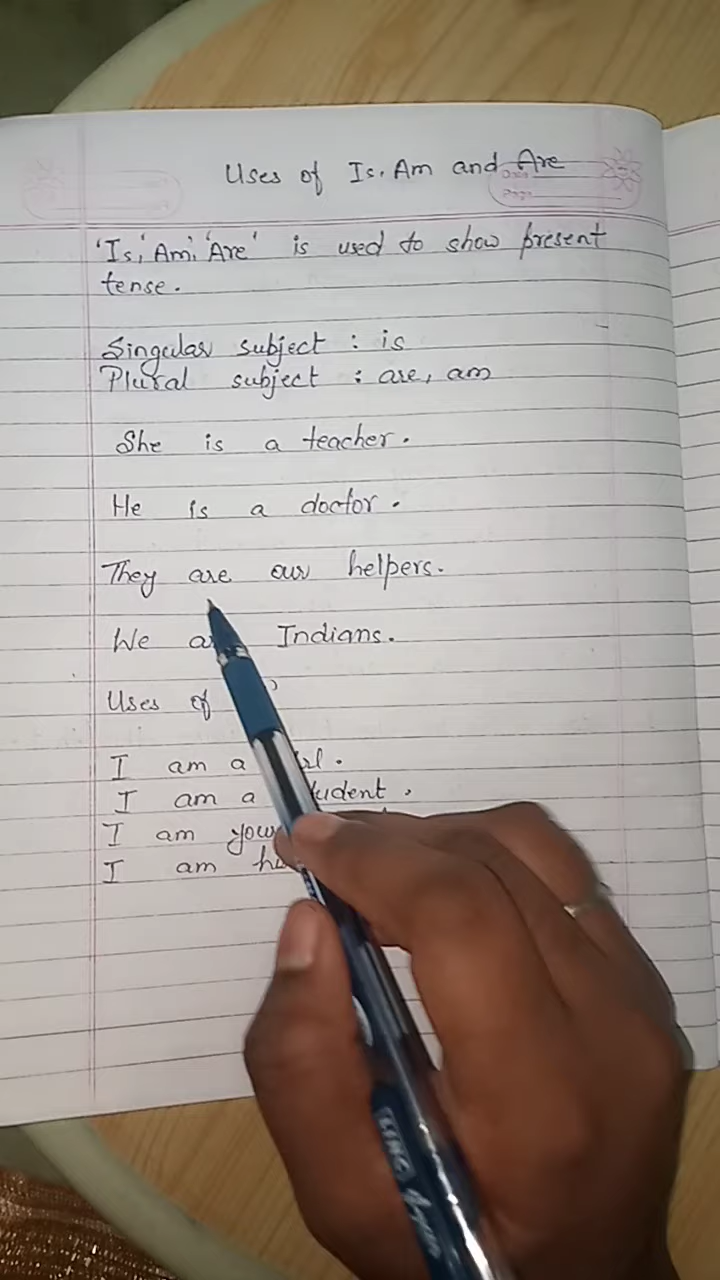 Uses of Is, Am and Are
'Is,' Am', 'Are' is used to show present
tense.
Singular subject : is
Plural subject : are, am
She is a teacher.
He is a doctor.
They are our helpers.
We Indians.
Uses of
I am a
I am a
I am
I am